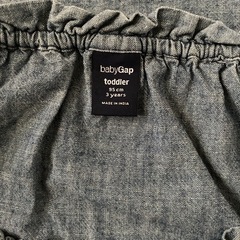 babyGap
toddler
95 cm
3 years
MADE IN INDIA